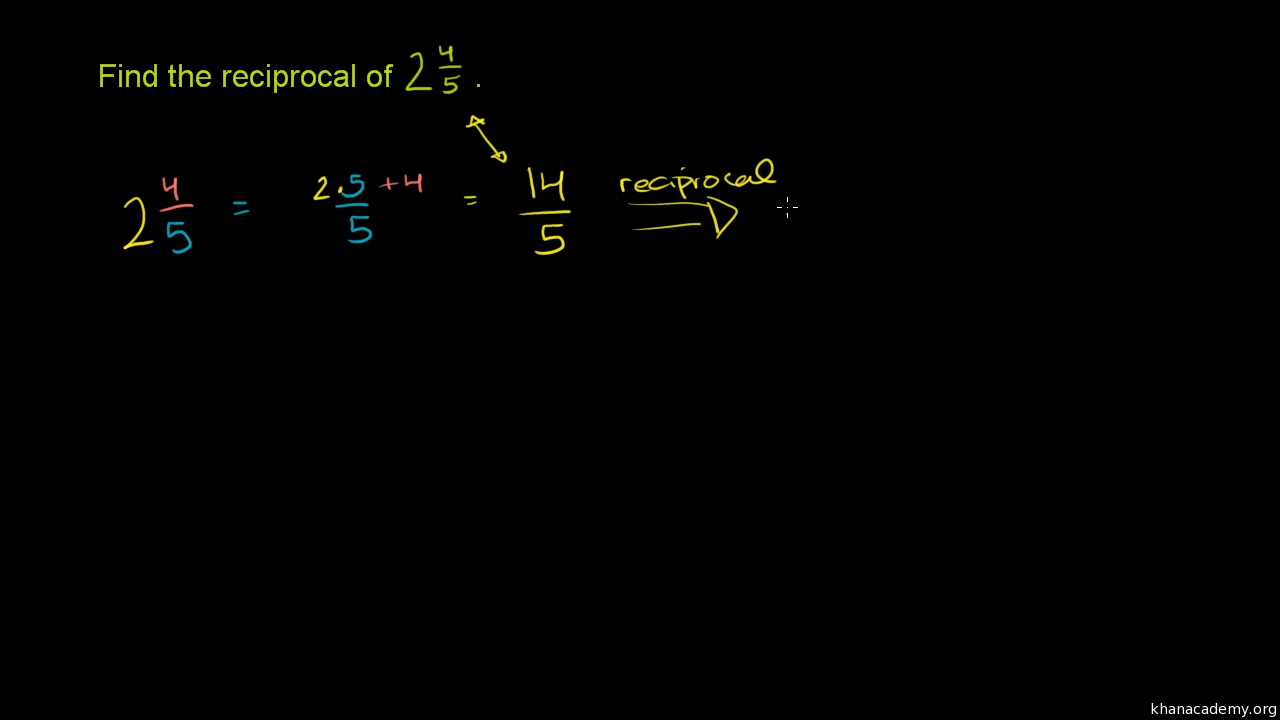 Find the reciprocal of 2 4/5 .
2 4/5 = 2·5+4/5 = 14/5 reciprocal
khanacademy.org